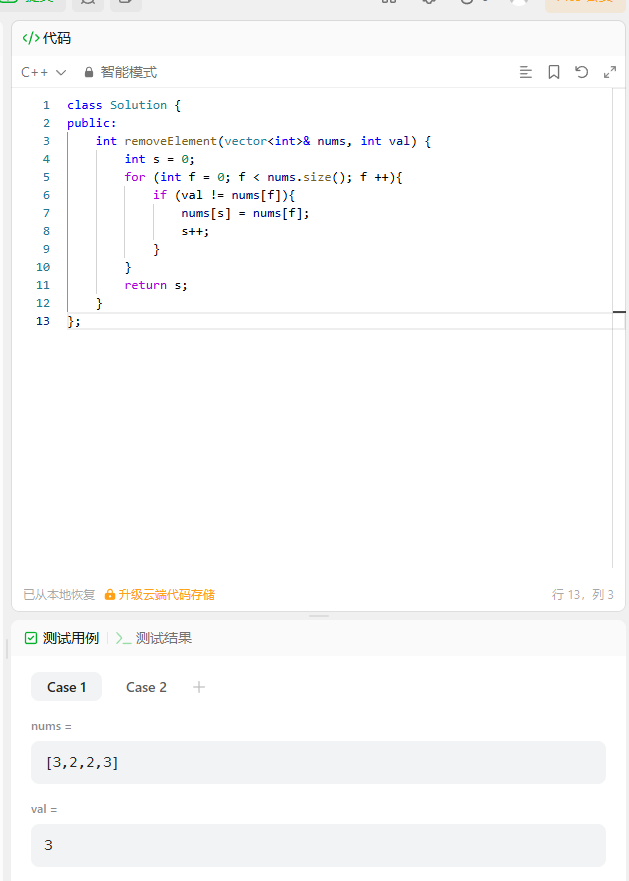 </> 代码
C++ 智能模式
1 class Solution {
2 public:
3 int removeElement(vector<int>& nums, int val) {
4 int s = 0;
5 for (int f = 0; f < nums.size(); f ++){
6 if (val != nums[f]){
7 nums[s] = nums[f];
8 s++;
9 }
10 }
11 return s;
12 }
13 };
已从本地恢复 升级云端代码存储 行 13，列 3
测试用例 >_ 测试结果
Case 1 Case 2 +
nums =
[3,2,2,3]
val =
3